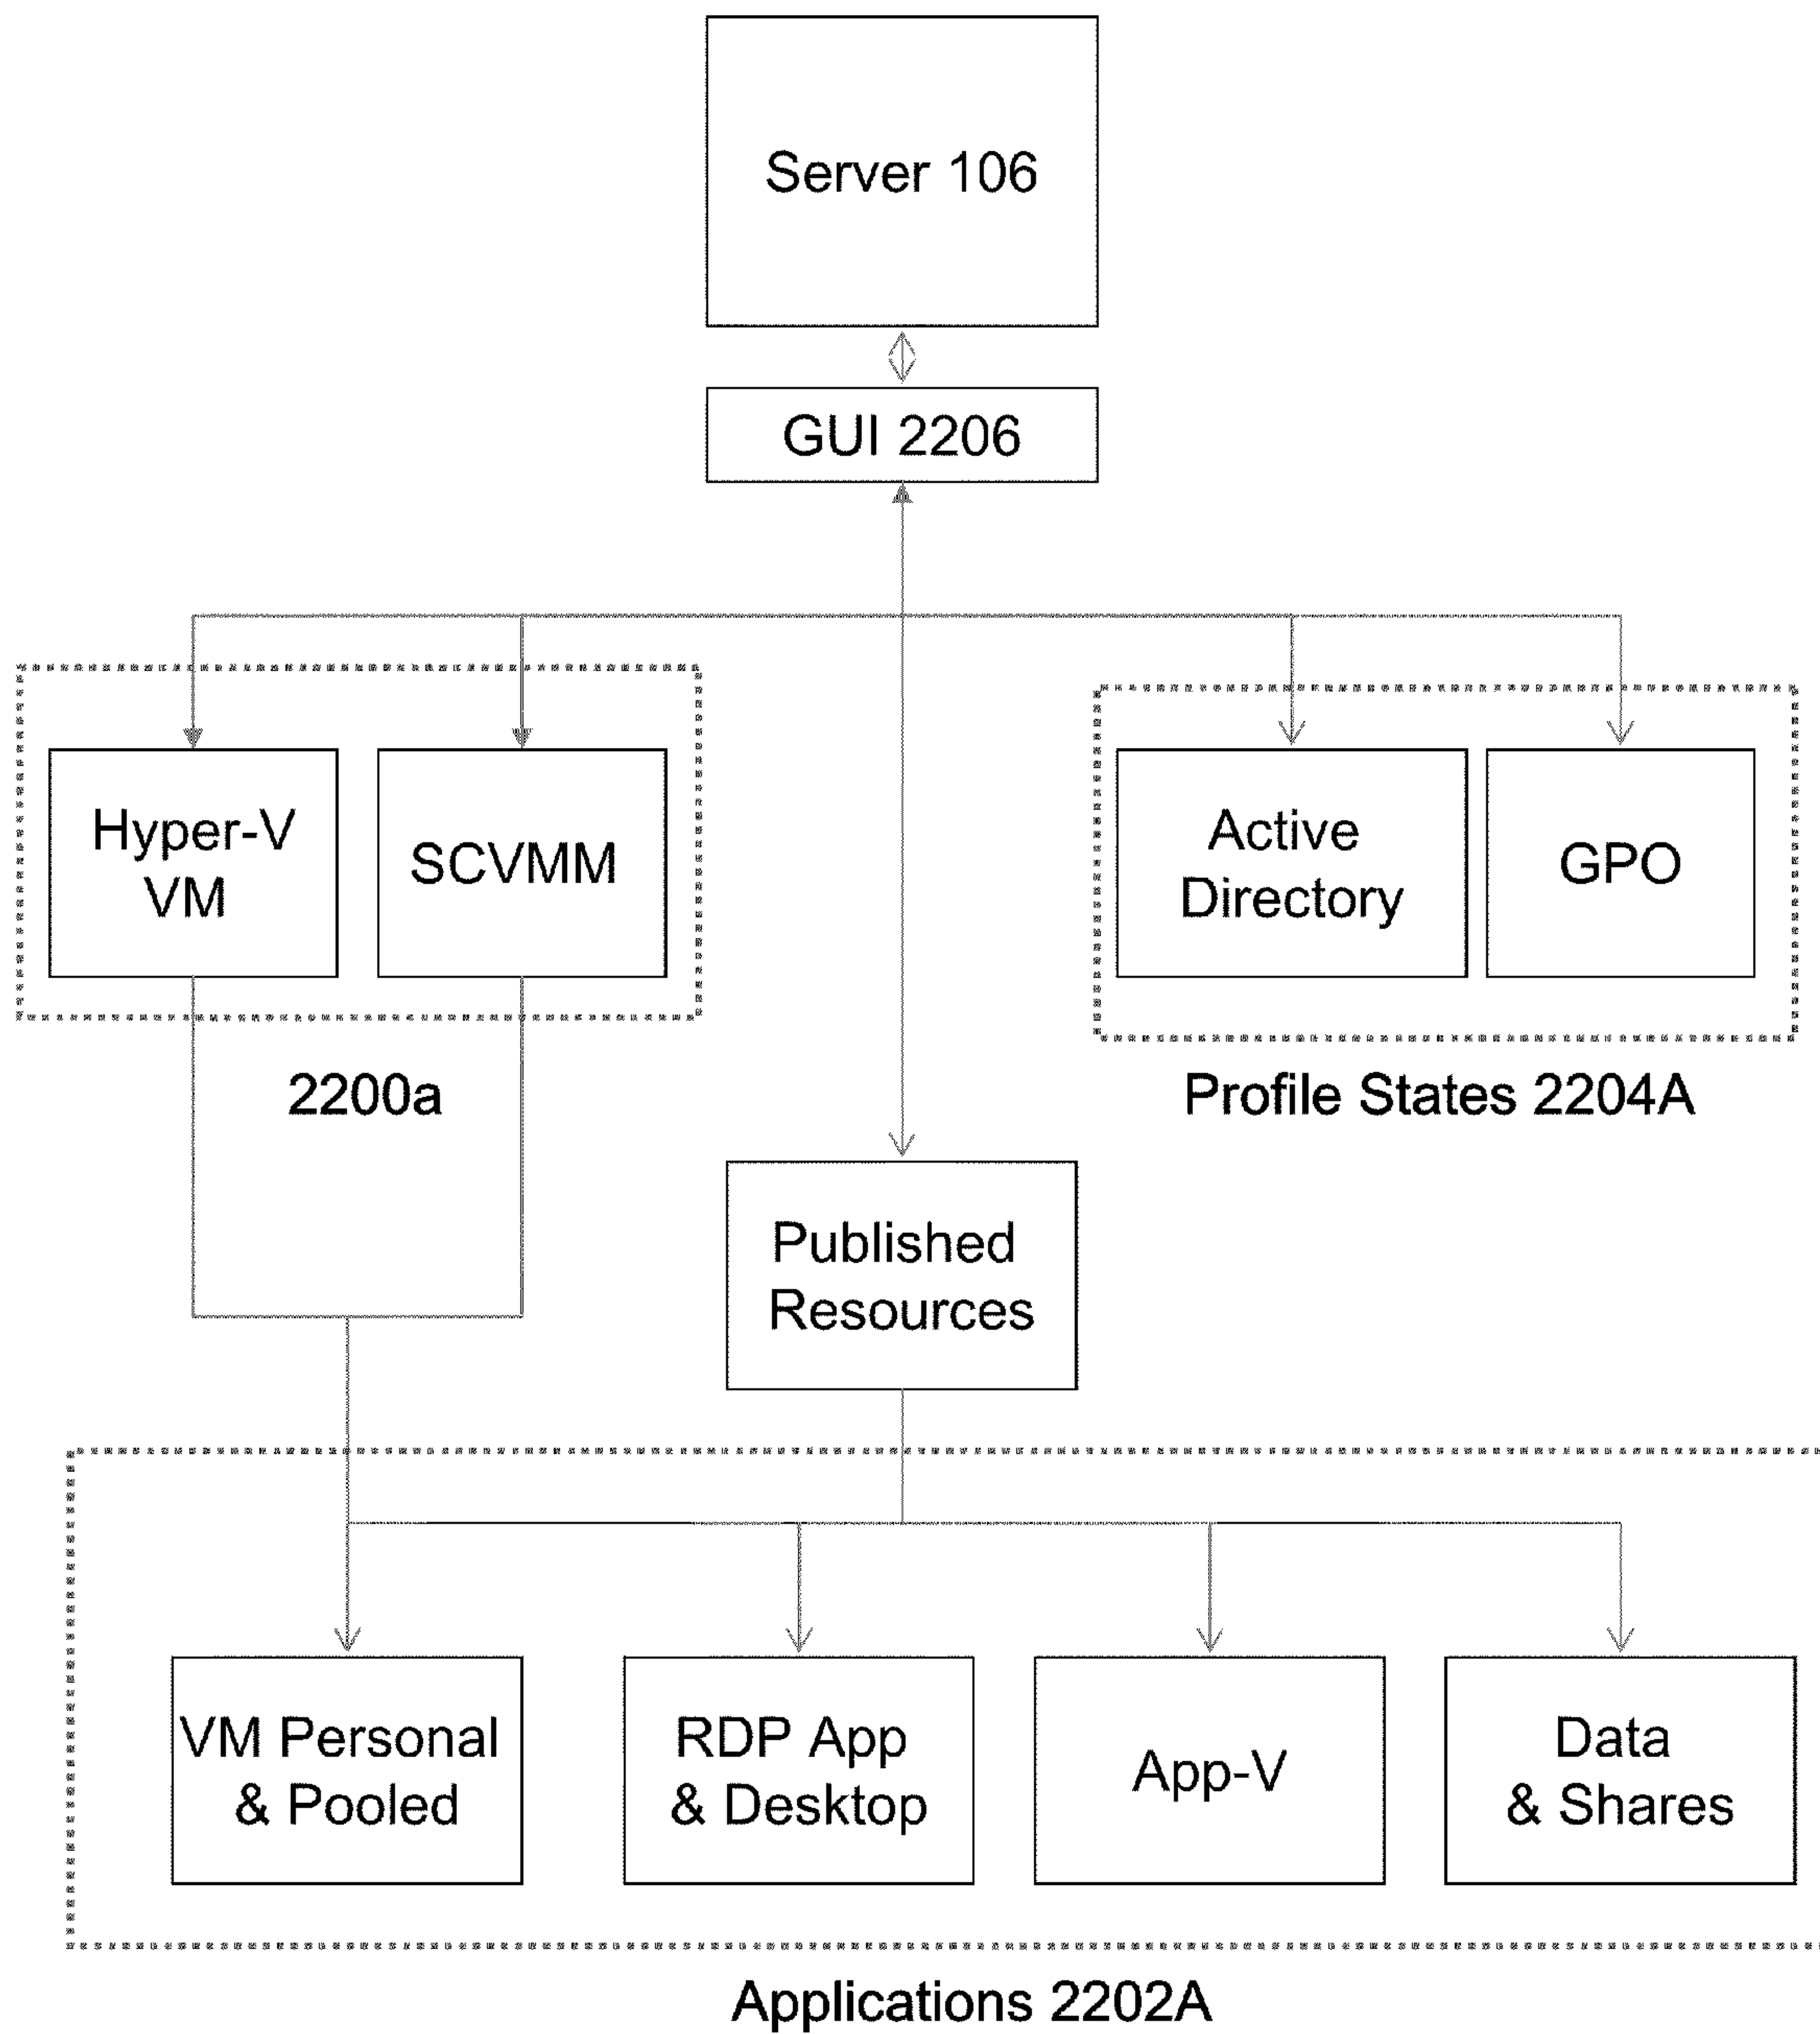 Server 106
GUI 2206
Hyper-V
VM
SCVMM
Active
Directory
GPO
2200a
Profile States 2204A
Published
Resources
VM Personal
& Pooled
RDP App
& Desktop
App-V
Data
& Shares
Applications 2202A